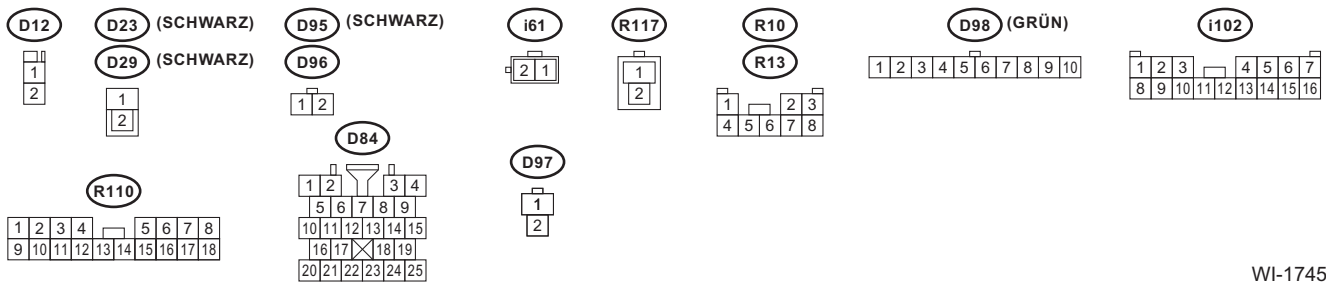 D12 D23 (SCHWARZ) D95 (SCHWARZ) i61 R117 R10 D98 (GRÜN) i102
D29 (SCHWARZ) D96 R13
1
2
1
2
1 2
2 1
1
2
1 2 3
4 5 6 7 8
1 2 3 4 5 6 7 8 9 10
1 2 3 4 5 6 7
8 9 10 11 12 13 14 15 16
R110
1 2 3 4 5 6 7 8
9 10 11 12 13 14 15 16 17 18
D84
1 2 3 4
5 6 7 8 9
10 11 12 13 14 15
16 17 18 19
20 21 22 23 24 25
D97
1
2
WI-1745